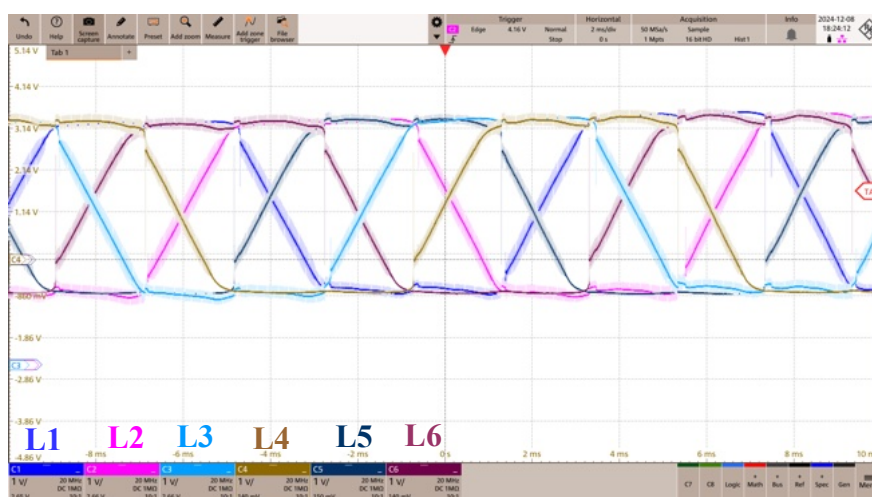 Trigger Horizontal Acquisition Info 2024-12-08
Undo Help Screen capture Annotate Preset Add zoom Measure Add zone trigger File browser
C2 Edge 4.16 V Normal 2 ms/div 50 MSa/s Sample 18:24:12
Stop 0 s 1 Mpts 16 bit HD Hist1
5.14 V
Tab 1 +
4.14 V
3.14 V
2.14 V
TA
1.14 V
C4
-860 mV
-1.86 V
C3
-2.86 V
-3.86 V
L1 L2 L3 L4 L5 L6
-4.86 V -8 ms -6 ms -4 ms -2 ms 0 s 2 ms 4 ms 6 ms 8 ms 10 m
C1 C2 C3 C4 C5 C6
1 V/ 20 MHz 1 V/ 20 MHz 1 V/ 20 MHz 1 V/ 20 MHz 1 V/ 20 MHz 1 V/ 20 MHz
DC 1MΩ DC 1MΩ DC 1MΩ DC 1MΩ DC 1MΩ DC 1MΩ
C7 C8 Logic Math Bus Ref Spec Gen Men